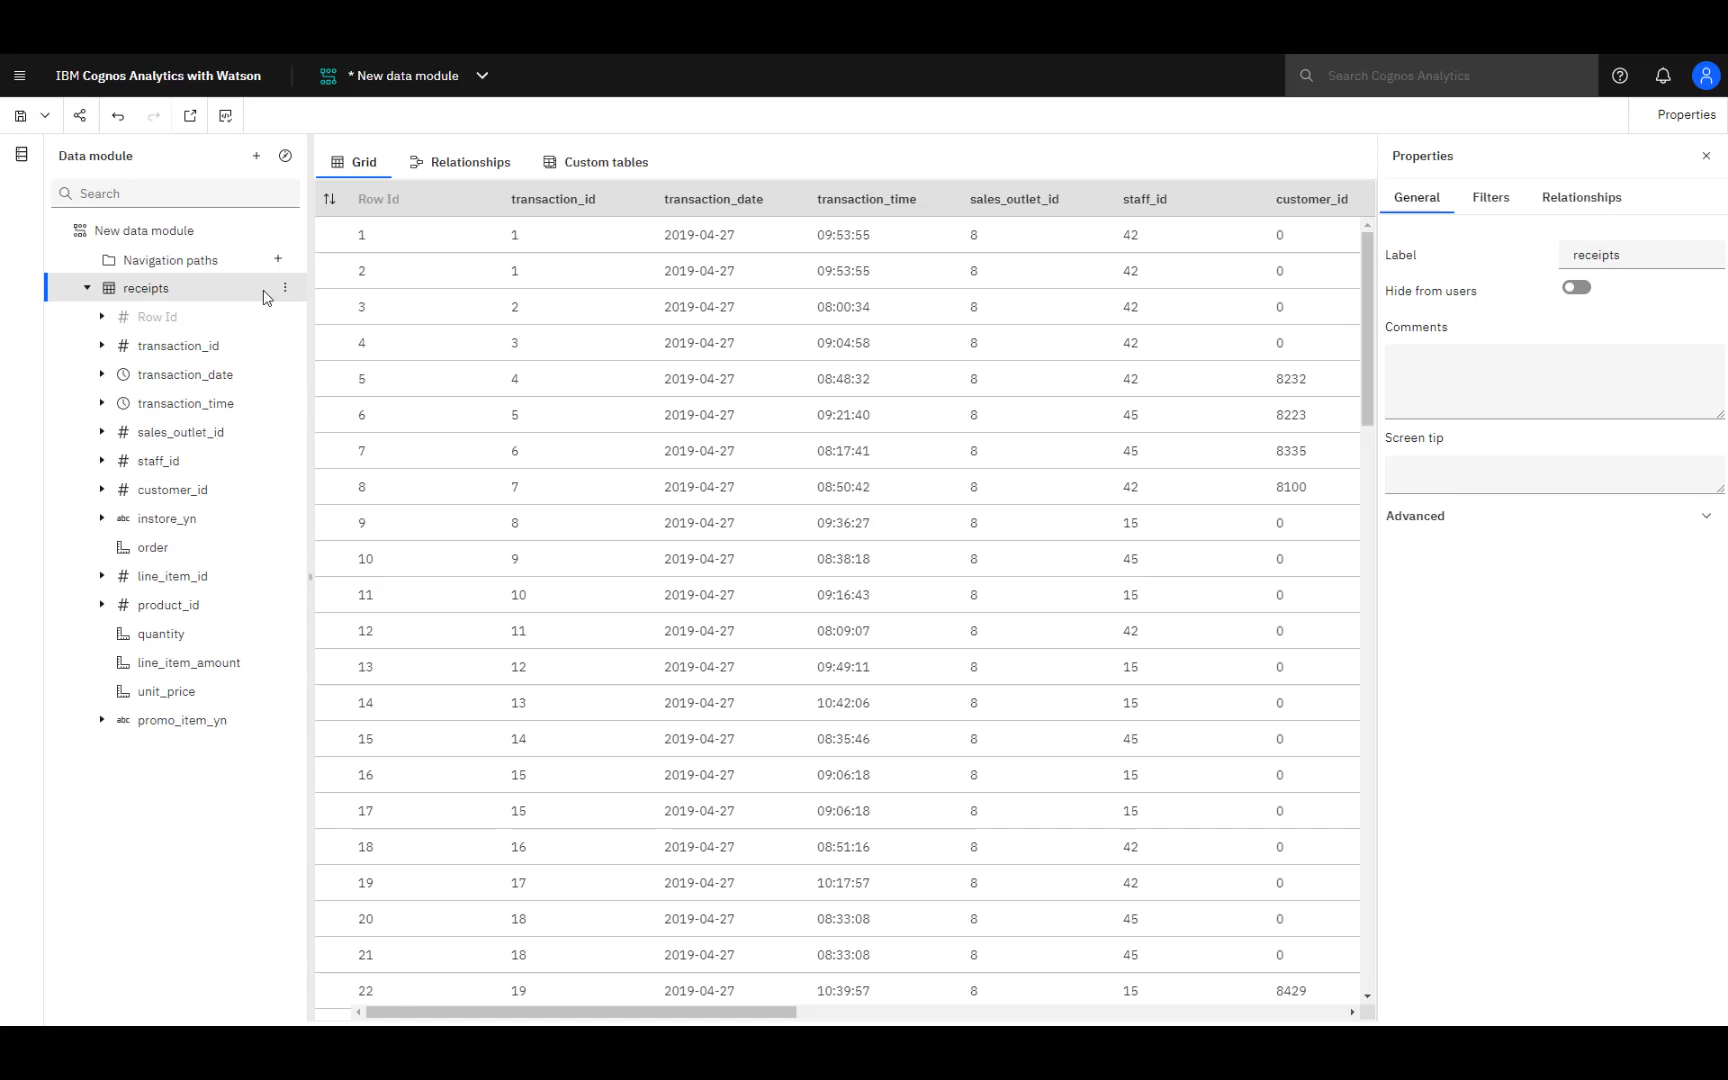 IBM Cognos Analytics with Watson
* New data module
Search Cognos Analytics
Properties
Data module
Search
New data module
Navigation paths
receipts
Row Id
transaction_id
transaction_date
transaction_time
sales_outlet_id
staff_id
customer_id
abc instore_yn
order
line_item_id
product_id
quantity
line_item_amount
unit_price
abc promo_item_yn
Grid Relationships Custom tables
Row Id transaction_id transaction_date transaction_time sales_outlet_id staff_id customer_id
1 1 2019-04-27 09:53:55 8 42 0
2 1 2019-04-27 09:53:55 8 42 0
3 2 2019-04-27 08:00:34 8 42 0
4 3 2019-04-27 09:04:58 8 42 0
5 4 2019-04-27 08:48:32 8 42 8232
6 5 2019-04-27 09:21:40 8 45 8223
7 6 2019-04-27 08:17:41 8 45 8335
8 7 2019-04-27 08:50:42 8 42 8100
9 8 2019-04-27 09:36:27 8 15 0
10 9 2019-04-27 08:38:18 8 45 0
11 10 2019-04-27 09:16:43 8 15 0
12 11 2019-04-27 08:09:07 8 42 0
13 12 2019-04-27 09:49:11 8 15 0
14 13 2019-04-27 10:42:06 8 15 0
15 14 2019-04-27 08:35:46 8 45 0
16 15 2019-04-27 09:06:18 8 15 0
17 15 2019-04-27 09:06:18 8 15 0
18 16 2019-04-27 08:51:16 8 42 0
19 17 2019-04-27 10:17:57 8 42 0
20 18 2019-04-27 08:33:08 8 45 0
21 18 2019-04-27 08:33:08 8 45 0
22 19 2019-04-27 10:39:57 8 15 8429
Properties
General Filters Relationships
Label receipts
Hide from users
Comments
Screen tip
Advanced